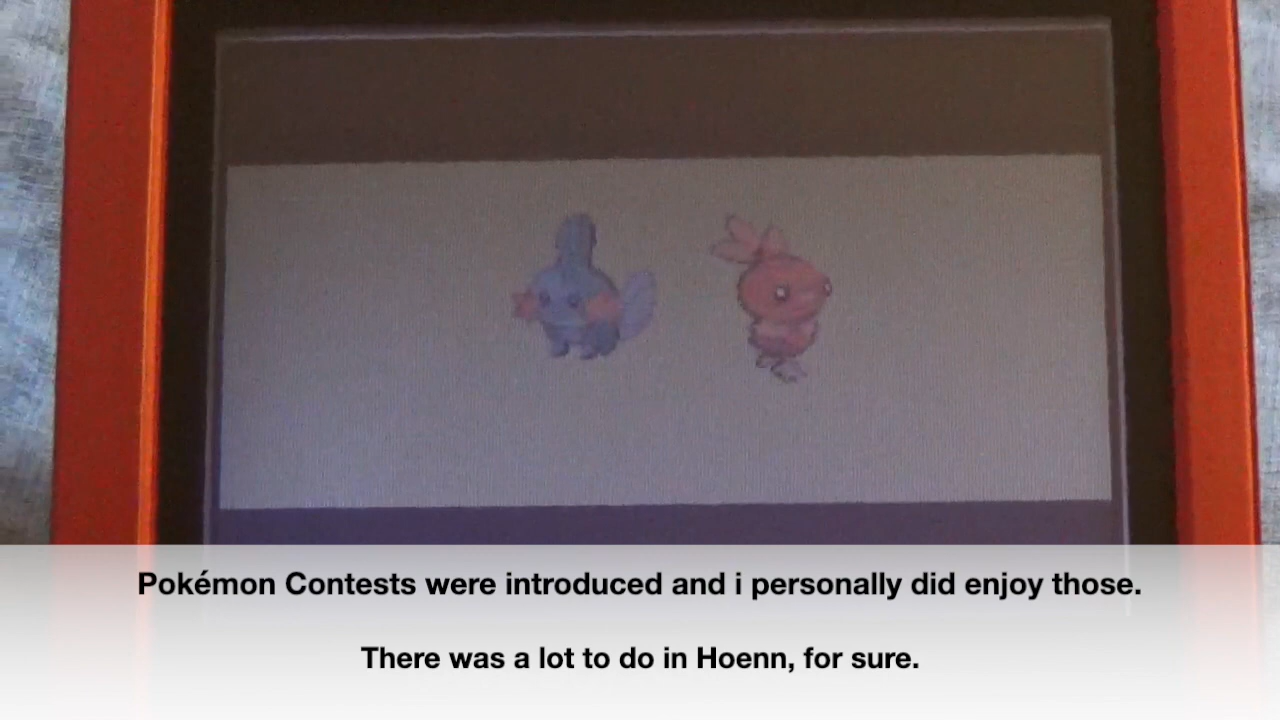 Pokémon Contests were introduced and i personally did enjoy those.
There was a lot to do in Hoenn, for sure.